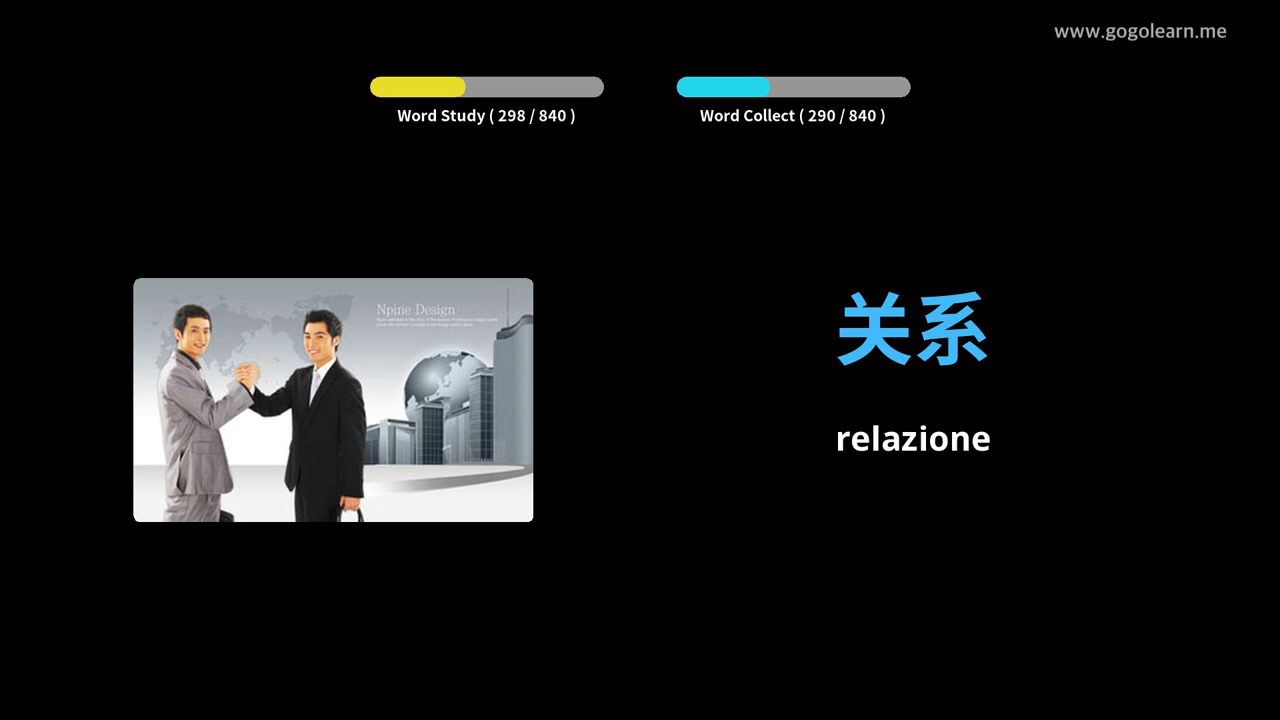 www.gogolearn.me
Word Study ( 298 / 840 )
Word Collect ( 290 / 840 )
Npine Design
关系
relazione